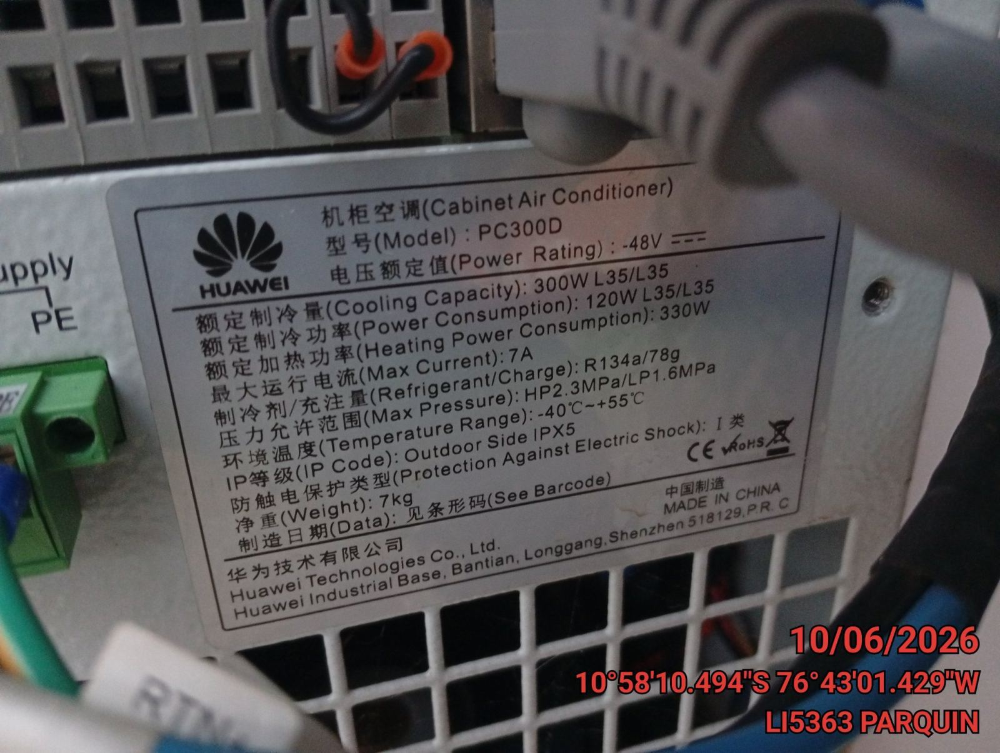 HUAWEI
机柜空调(Cabinet Air Conditioner)
型号(Model) : PC300D
电压额定值(Power Rating) : -48V
额定制冷量(Cooling Capacity): 300W L35/L35
额定制冷功率(Power Consumption): 120W L35/L35
额定加热功率(Heating Power Consumption): 330W
最大运行电流(Max Current): 7A
制冷剂/充注量(Refrigerant/Charge): R134a/78g
压力允许范围(Max Pressure): HP2.3MPa/LP1.6MPa
环境温度(Temperature Range): -40℃~+55℃
IP等级(IP Code): Outdoor Side IPX5
防触电保护类型(Protection Against Electric Shock): I 类
净重(Weight): 7kg
制造日期(Data): 见条形码(See Barcode)
CE RoHS
中国制造
MADE IN CHINA
华为技术有限公司
Huawei Technologies Co., Ltd.
Huawei Industrial Base, Bantian, Longgang,Shenzhen 518129,P.R. C
upply
PE
RTN
10/06/2026
10°58'10.494"S 76°43'01.429"W
LI5363 PARQUIN